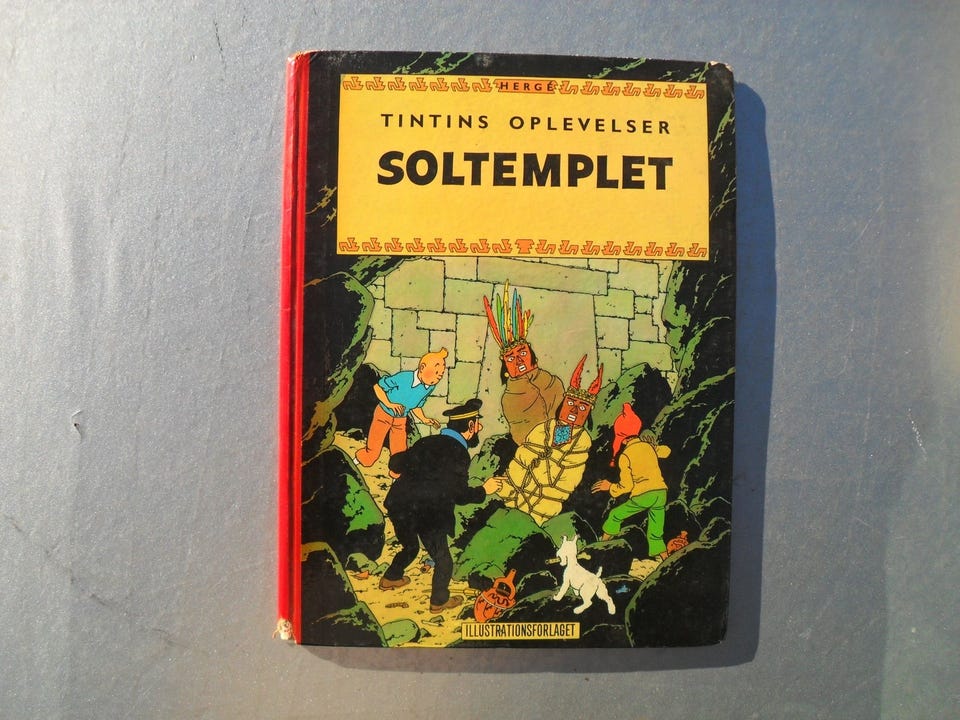 HERGÉ
TINTINS OPLEVELSER
SOLTEMPLET
ILLUSTRATIONSFORLAGET